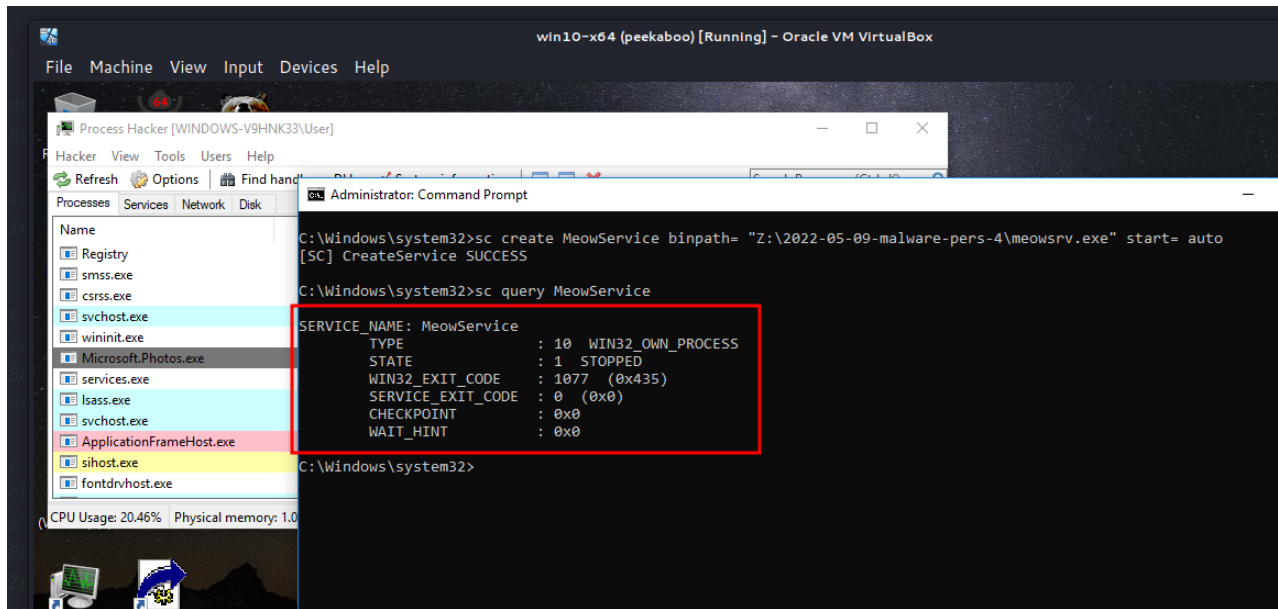 win10-x64 (peekaboo) [Running] - Oracle VM VirtualBox
File Machine View Input Devices Help
64
Process Hacker [WINDOWS-V9HNK33\User]
Hacker View Tools Users Help
Refresh Options Find
Processes Services Network Disk
Name
Registry
smss.exe
csrss.exe
svchost.exe
wininit.exe
Microsoft.Photos.exe
services.exe
lsass.exe
svchost.exe
ApplicationFrameHost.exe
sihost.exe
fontdrvhost.exe
CPU Usage: 20.46% Physical memory: 1.0
Administrator: Command Prompt
C:\Windows\system32>sc create MeowService binpath= "Z:\2022-05-09-malware-pers-4\meowsrv.exe" start= auto
[SC] CreateService SUCCESS
C:\Windows\system32>sc query MeowService
SERVICE_NAME: MeowService
TYPE : 10 WIN32_OWN_PROCESS
STATE : 1 STOPPED
WIN32_EXIT_CODE : 1077 (0x435)
SERVICE_EXIT_CODE : 0 (0x0)
CHECKPOINT : 0x0
WAIT_HINT : 0x0
C:\Windows\system32>